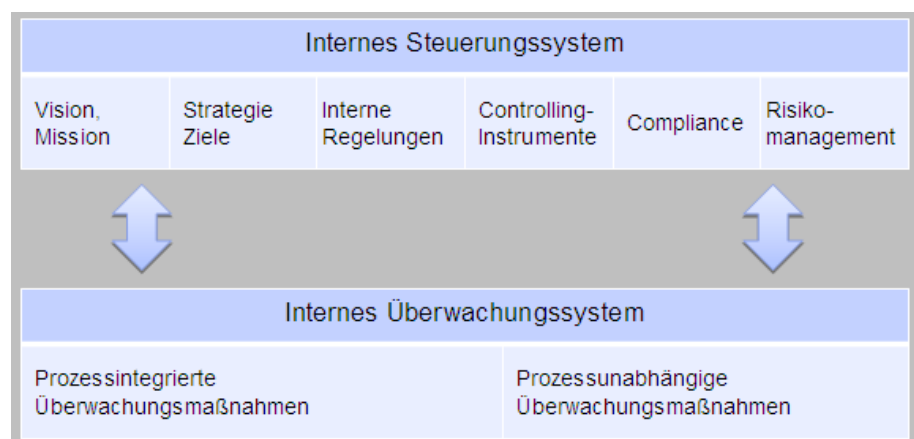 Internes Steuerungssystem
Vision,
Mission
Strategie
Ziele
Interne
Regelungen
Controlling-
Instrumente
Compliance
Risiko-
management
Internes Überwachungssystem
Prozessintegrierte
Überwachungsmaßnahmen
Prozessunabhängige
Überwachungsmaßnahmen